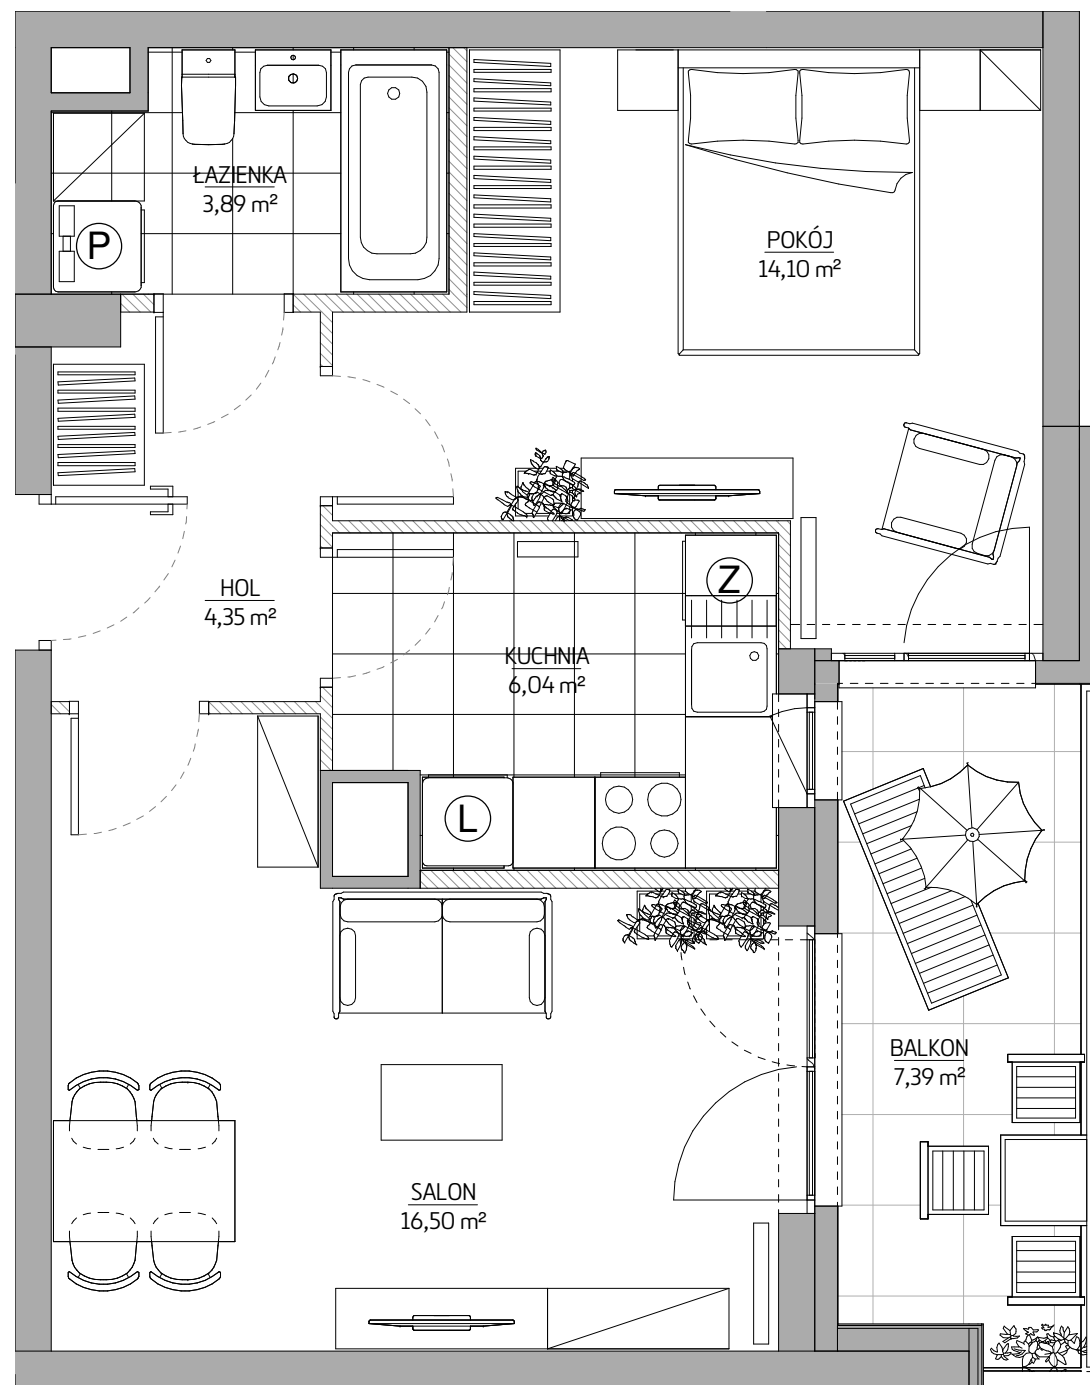 ŁAZIENKA
3,89 m²
P
POKÓJ
14,10 m²
HOL
4,35 m²
Z
KUCHNIA
6,04 m²
L
BALKON
7,39 m²
SALON
16,50 m²